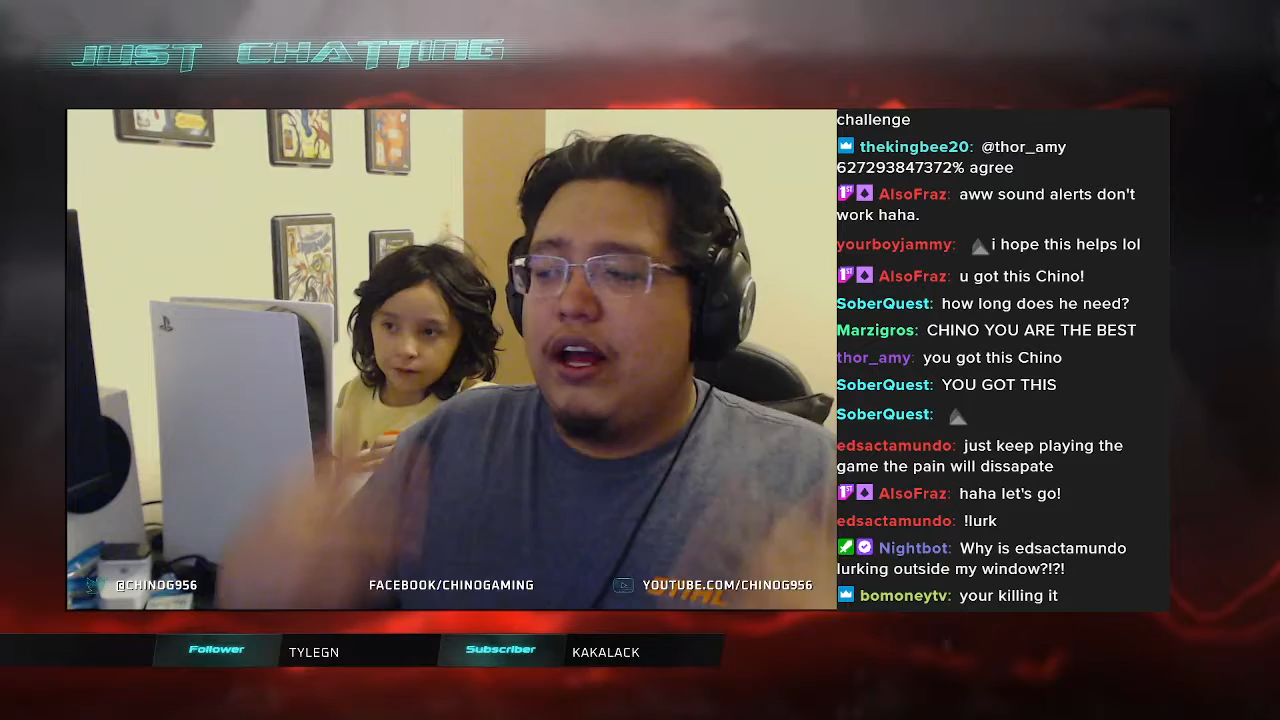 JUST CHATTING
challenge
thekingbee20: @thor_amy
627293847372% agree
AlsoFraz: aww sound alerts don't
work haha.
yourboyjammy: i hope this helps lol
AlsoFraz: u got this Chino!
SoberQuest: how long does he need?
Marzigros: CHINO YOU ARE THE BEST
thor_amy: you got this Chino
SoberQuest: YOU GOT THIS
SoberQuest:
edsactamundo: just keep playing the
game the pain will dissapate
AlsoFraz: haha let's go!
edsactamundo: !lurk
Nightbot: Why is edsactamundo
lurking outside my window?!?!
bomoneytv: your killing it
@CHINOG956 FACEBOOK/CHINOGAMING YOUTUBE.COM/CHINOG956
STIHL
Follower TYLEGN Subscriber KAKALACK